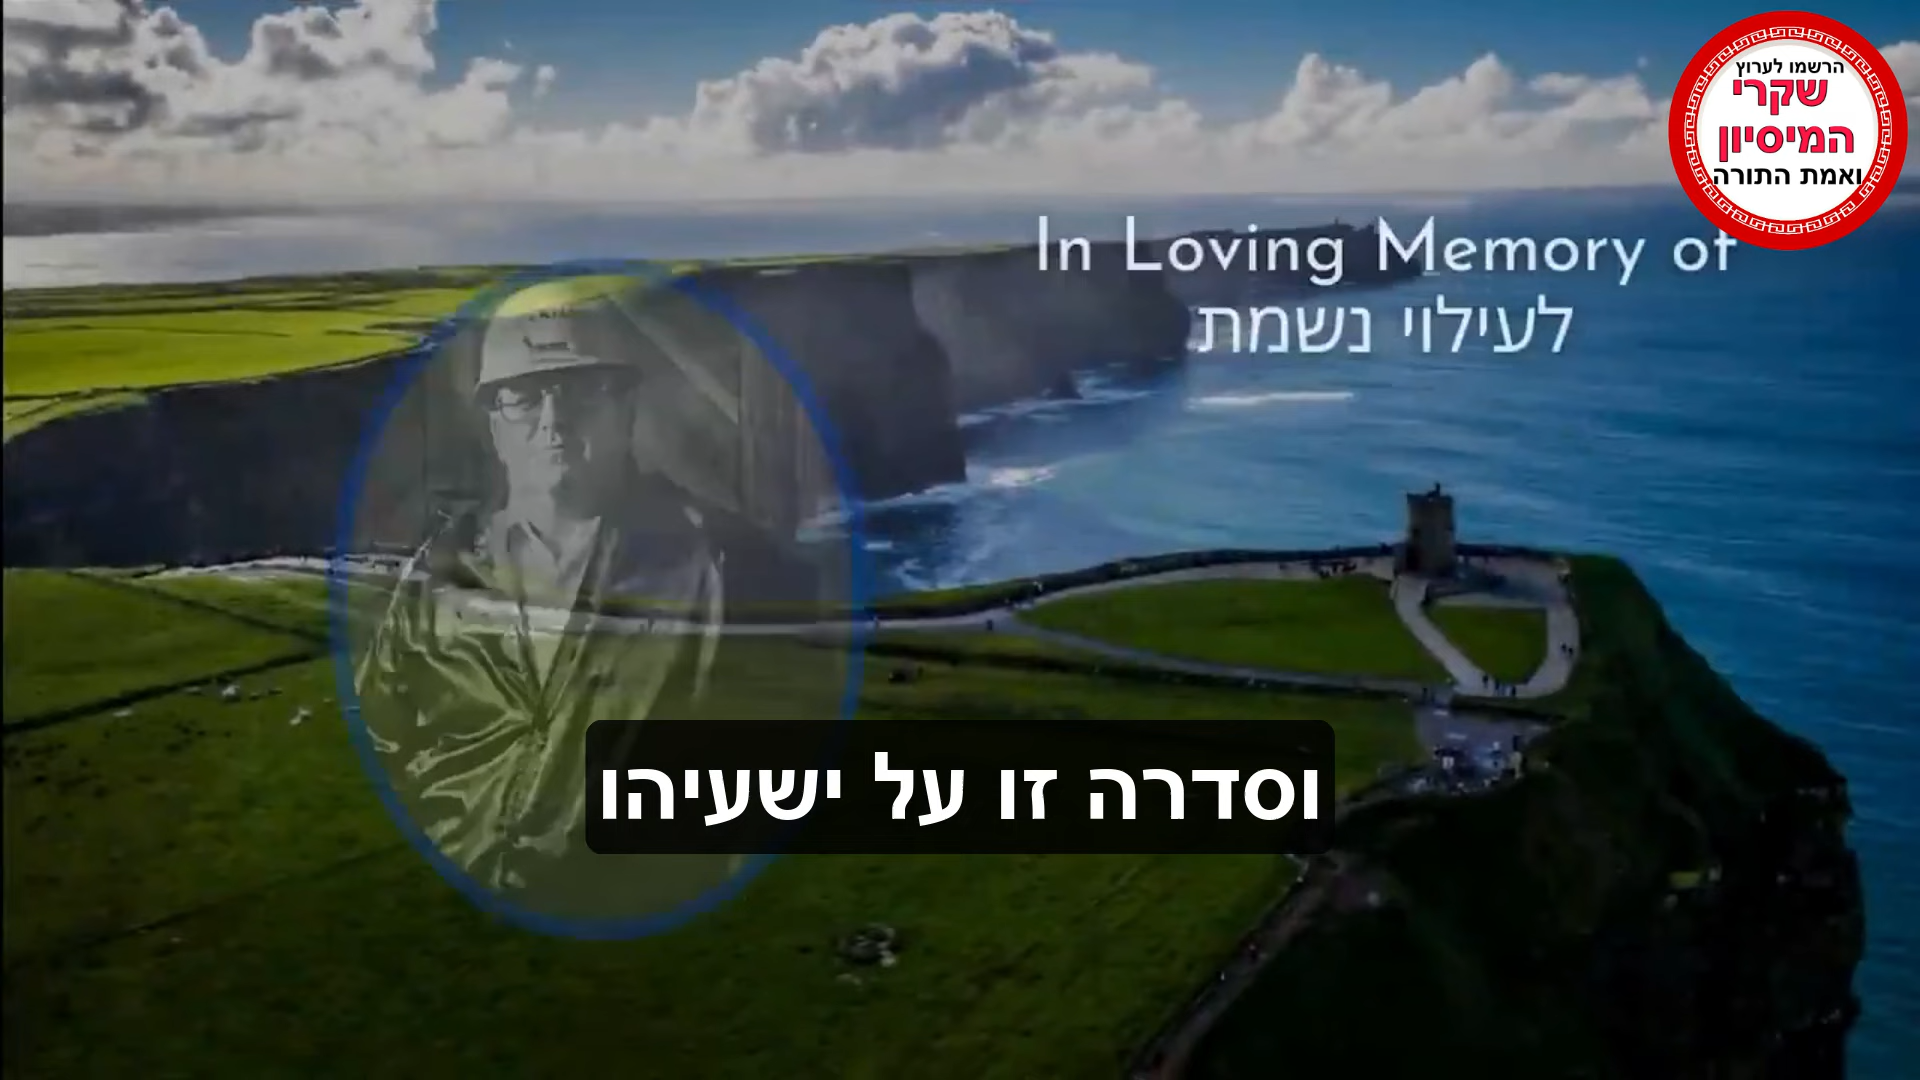 הרשמו לערוץ
שקרי
המיסיון
ואמת התורה
In Loving Memory of
לעילוי נשמת
וסדרה זו על ישעיהו